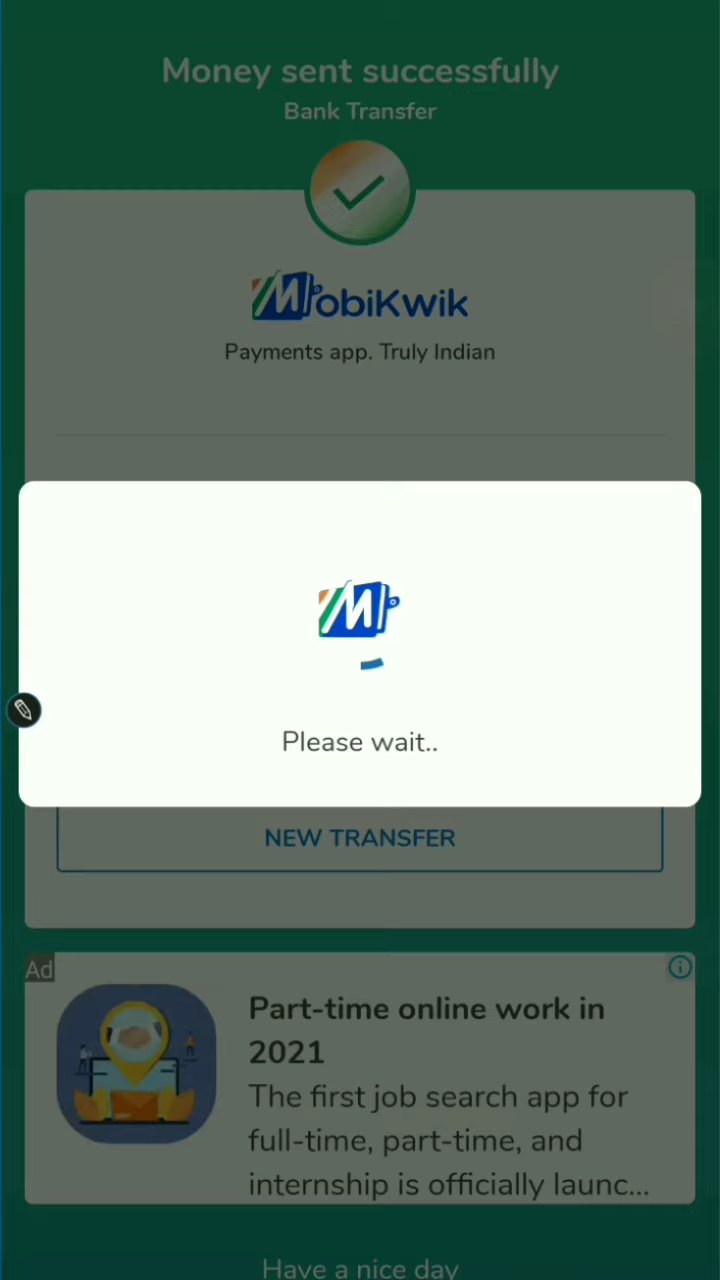 Money sent successfully
Bank Transfer
MobiKwik
Payments app. Truly Indian
M
Please wait..
NEW TRANSFER
Ad
Part-time online work in
2021
The first job search app for
full-time, part-time, and
internship is officially launc...
Have a nice day